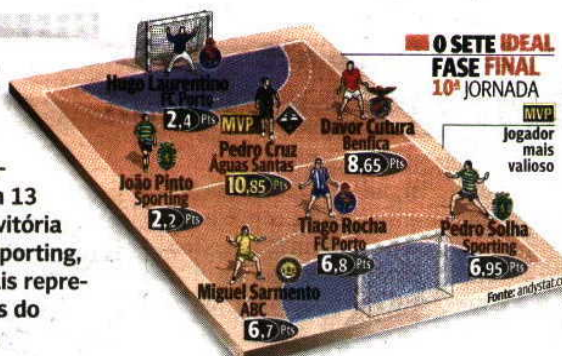 O SETE IDEAL
FASE FINAL
10ª JORNADA
MVP
Jogador
mais
valioso
Hugo Laurentino
FC Porto
2,4 Pts
MVP
Pedro Cruz
Águas Santas
10,85 Pts
Davor Cutura
Benfica
8,65 Pts
João Pinto
Sporting
2,2 Pts
Tiago Rocha
FC Porto
6,8 Pts
Pedro Solha
Sporting
6,95 Pts
Miguel Sarmento
ABC
6,7 Pts
Fonte: andystat.c
13
vitória
porting,
is repre-
s do